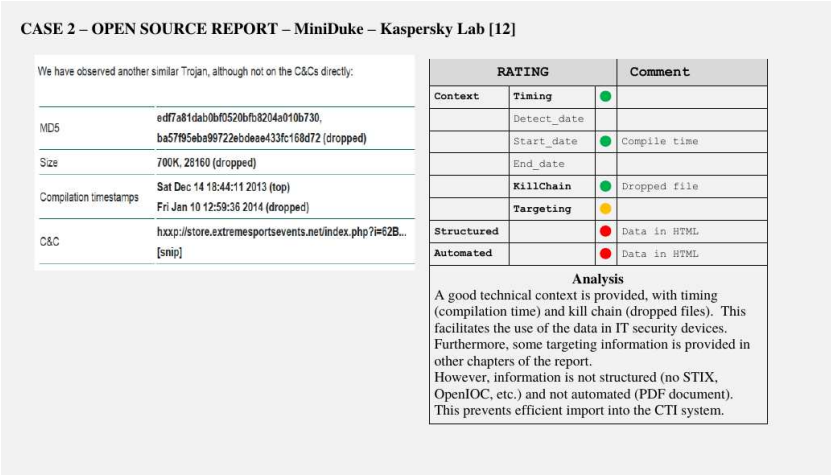 CASE 2 – OPEN SOURCE REPORT – MiniDuke – Kaspersky Lab [12]
We have observed another similar Trojan, although not on the C&Cs directly:
MD5 edf7a81dab0bf0520bfb8204a010b730,
ba57f95eba99722ebdeae433fc168d72 (dropped)
Size 700K, 28160 (dropped)
Compilation timestamps Sat Dec 14 18:44:11 2013 (top)
Fri Jan 10 12:59:36 2014 (dropped)
C&C hxxp://store.extremesportsevents.net/index.php?i=62B...
[snip]
RATING Comment
Context Timing
Detect_date
Start_date Compile time
End_date
KillChain Dropped file
Targeting
Structured Data in HTML
Automated Data in HTML
Analysis
A good technical context is provided, with timing
(compilation time) and kill chain (dropped files). This
facilitates the use of the data in IT security devices.
Furthermore, some targeting information is provided in
other chapters of the report.
However, information is not structured (no STIX,
OpenIOC, etc.) and not automated (PDF document).
This prevents efficient import into the CTI system.